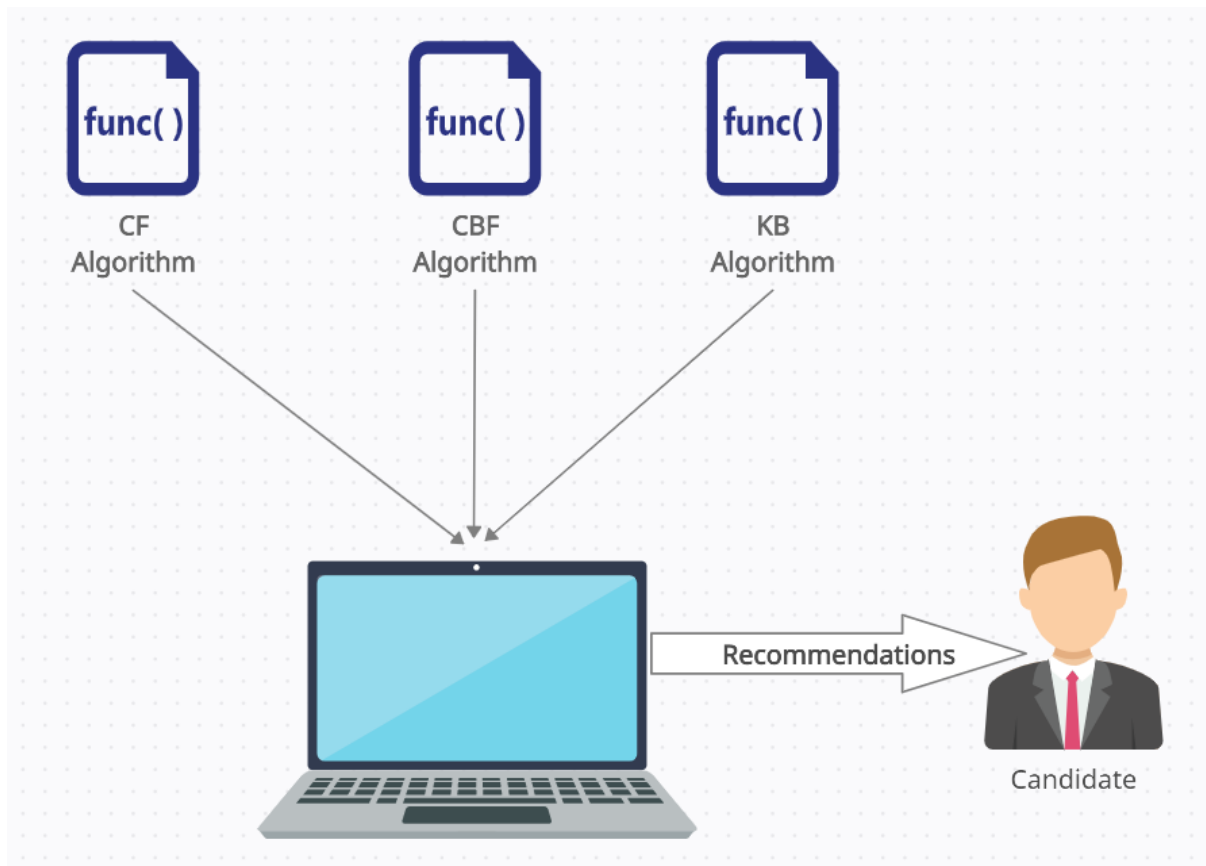 func( )
func( )
func( )
CF
Algorithm
CBF
Algorithm
KB
Algorithm
Recommendations
Candidate